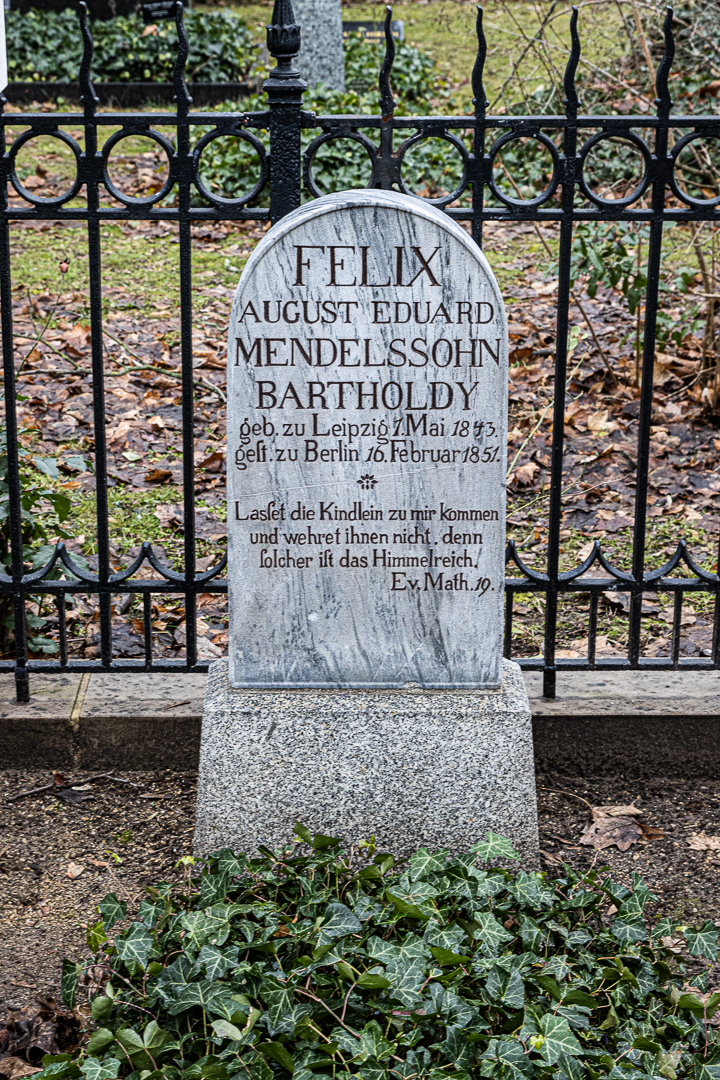 FELIX
AUGUST EDUARD
MENDELSSOHN
BARTHOLDY
geb. zu Leipzig 1. Mai 1843.
geſt. zu Berlin 16. Februar 1851.
Laſſet die Kindlein zu mir kommen
und wehret ihnen nicht, denn
ſolcher iſt das Himmelreich.
Ev. Math. 19.